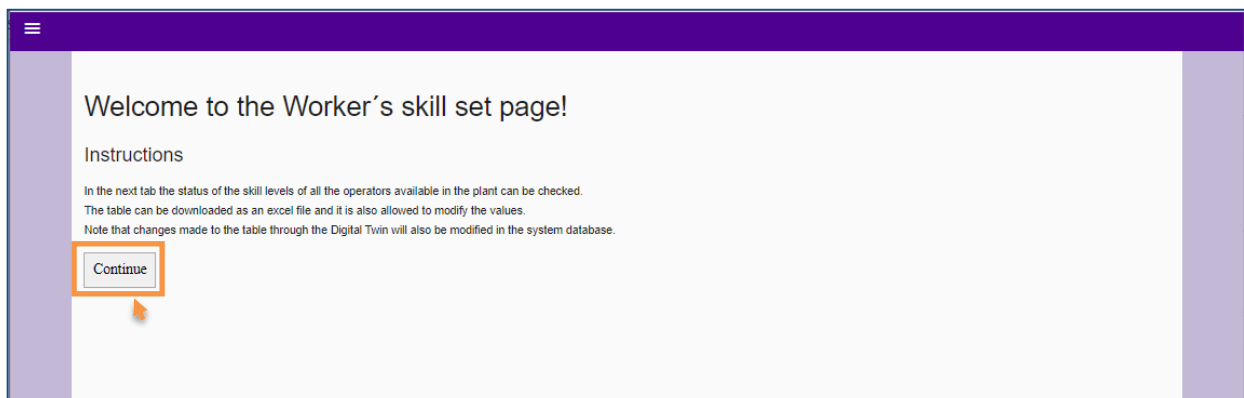 Welcome to the Worker´s skill set page!
Instructions
In the next tab the status of the skill levels of all the operators available in the plant can be checked.
The table can be downloaded as an excel file and it is also allowed to modify the values.
Note that changes made to the table through the Digital Twin will also be modified in the system database.
Continue